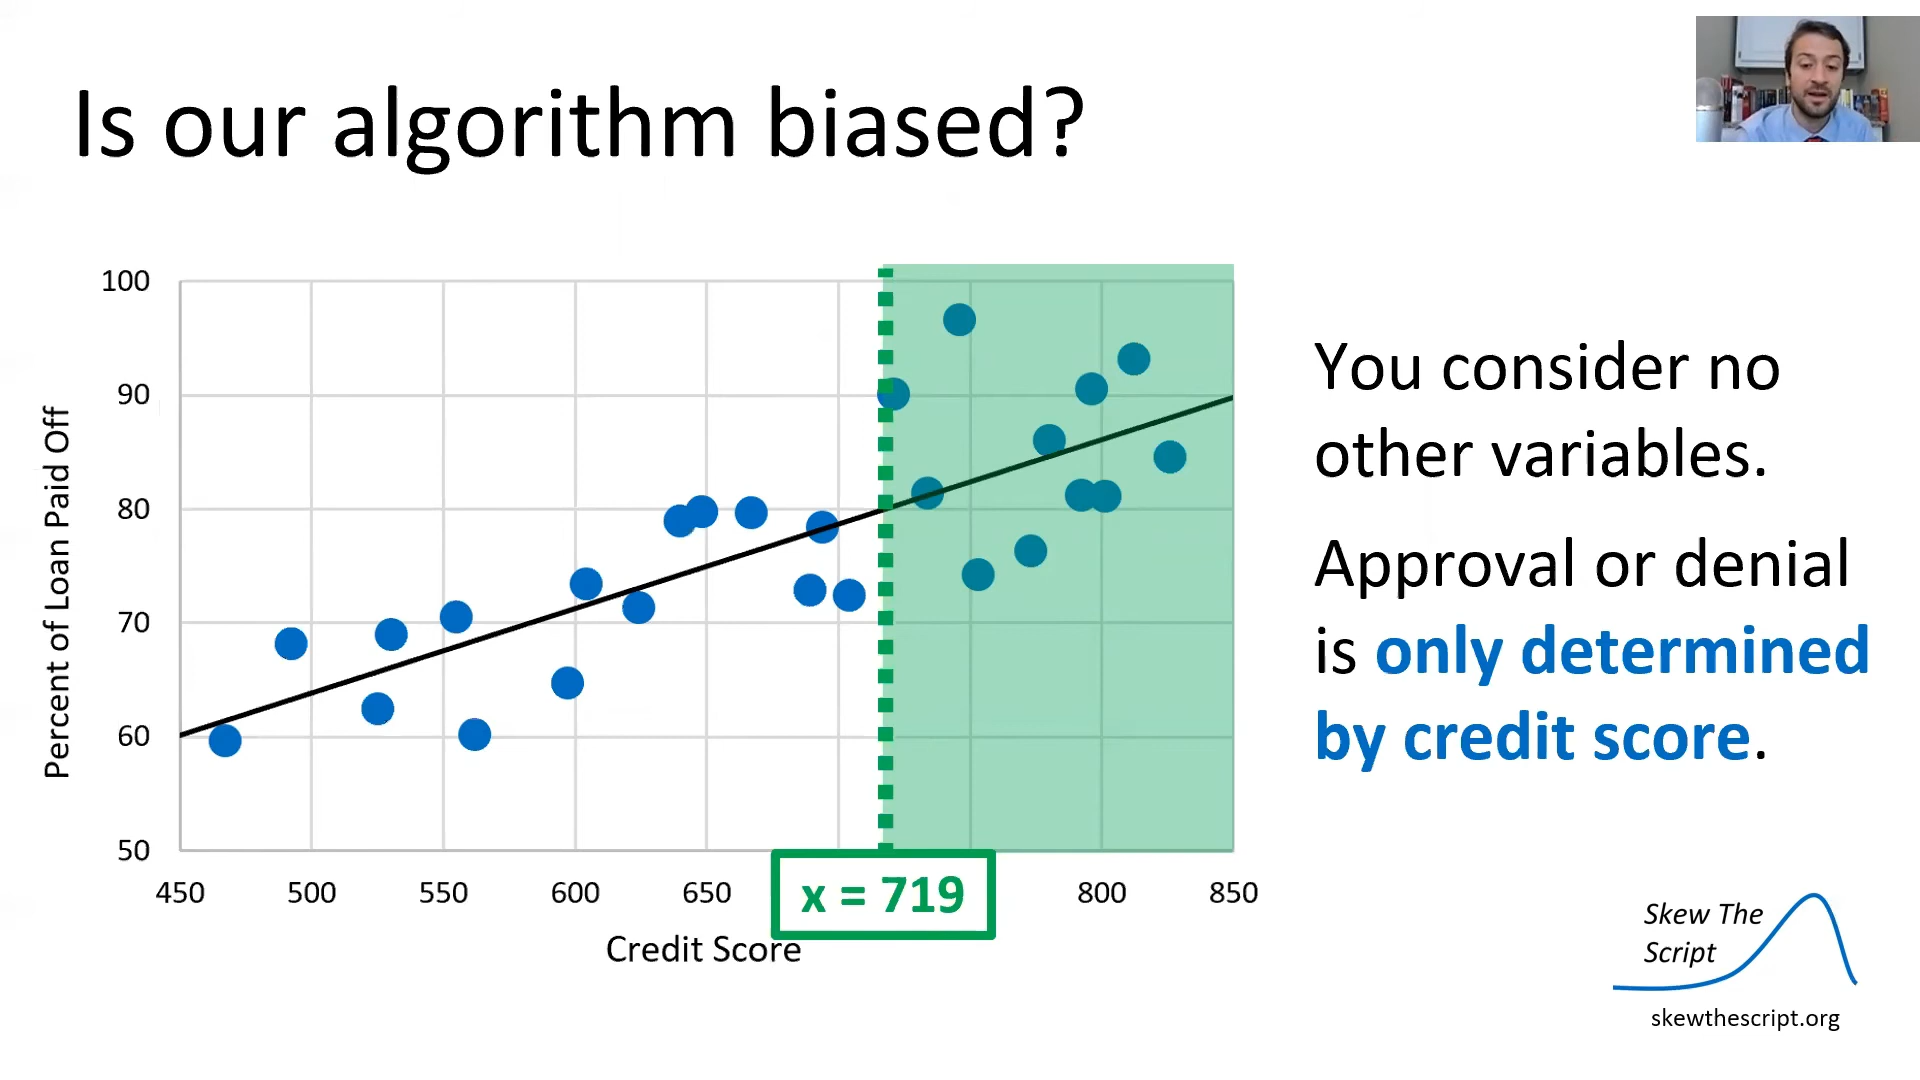 Is our algorithm biased?
100
90
80
70
60
50
Percent of Loan Paid Off
450 500 550 600 650 800 850
x = 719
Credit Score
You consider no
other variables.
Approval or denial
is only determined
by credit score.
Skew The
Script
skewthescript.org